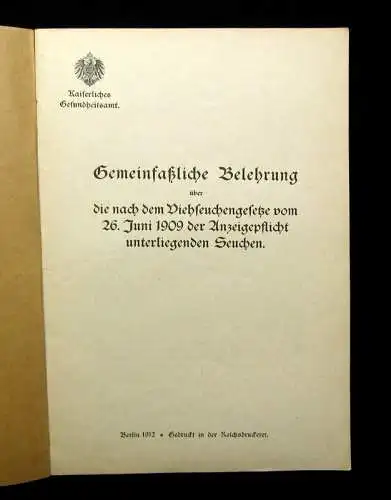 Kaiserliches
Gesundheitsamt.
Gemeinfaßliche Belehrung
über
die nach dem Viehseuchengesetze vom
26. Juni 1909 der Anzeigepflicht
unterliegenden Seuchen.
Berlin 1912 • Gedruckt in der Reichsdruckerei.